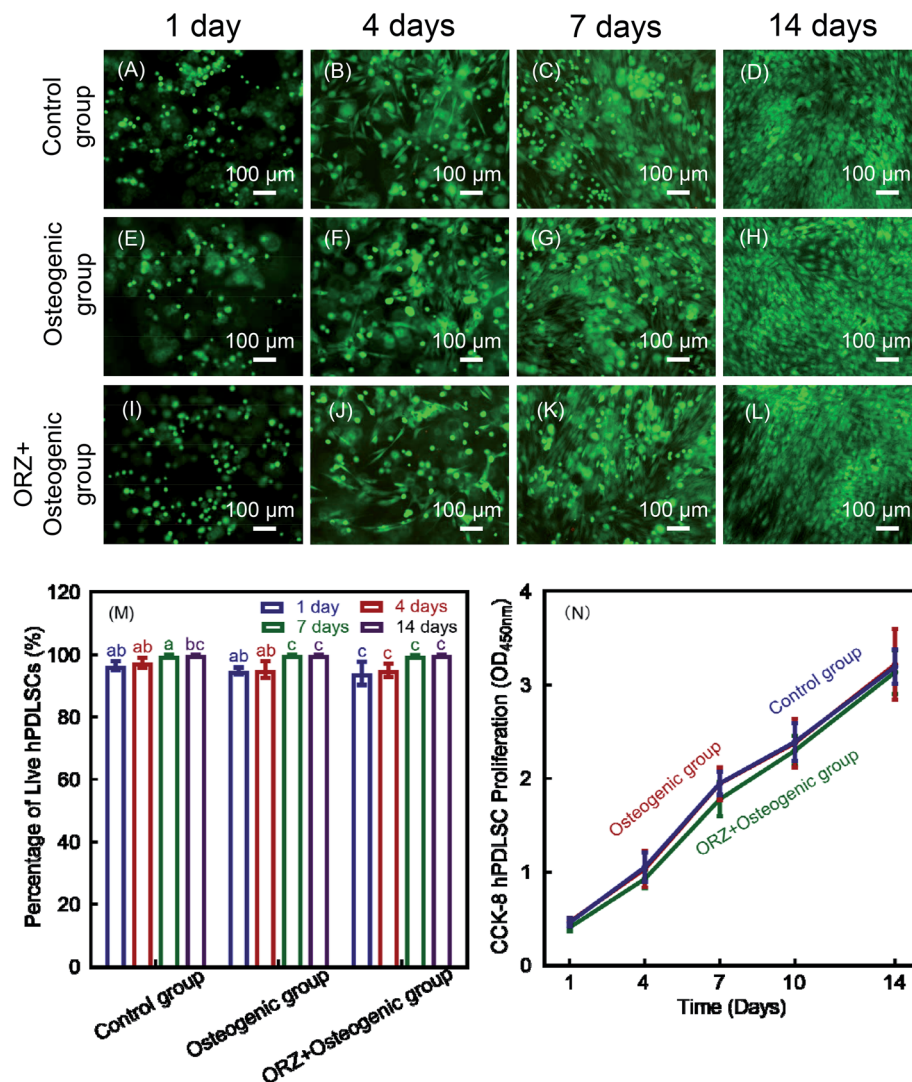 1 day 4 days 7 days 14 days
Control group
(A) (B) (C) (D)
100 μm 100 μm 100 μm 100 μm
Osteogenic group
(E) (F) (G) (H)
100 μm 100 μm 100 μm 100 μm
ORZ+ Osteogenic group
(I) (J) (K) (L)
100 μm 100 μm 100 μm 100 μm
Percentage of Live hPDLSCs (%)
120
100
80
60
40
20
0
(M)
1 day 4 days
7 days 14 days
ab ab a bc ab ab c c c c c c
Control group
Osteogenic group
ORZ+Osteogenic group
CCK-8 hPDLSC Proliferation (OD450nm)
4
3
2
1
0
(N)
Control group
Osteogenic group
ORZ+Osteogenic group
1 4 7 10 14
Time (Days)